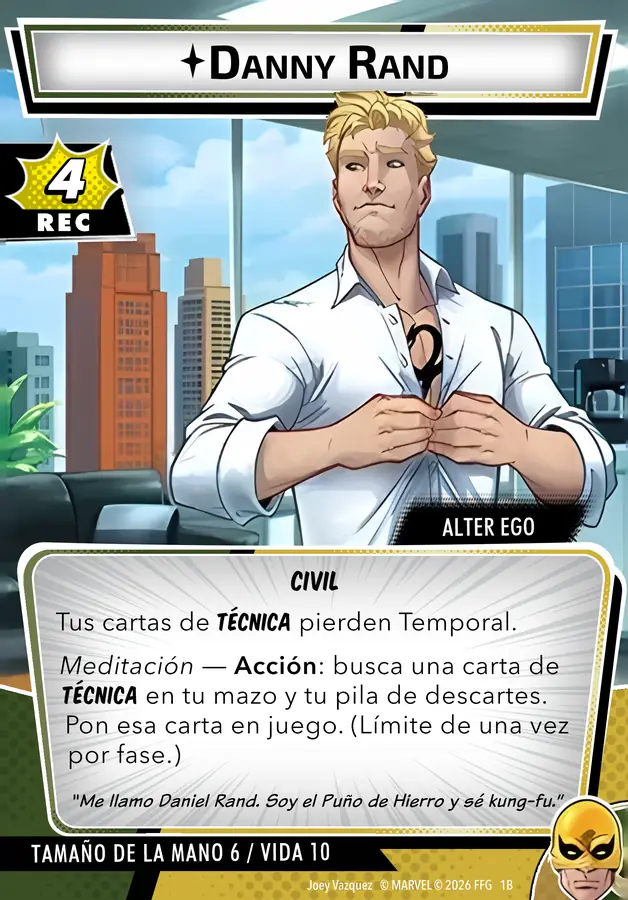 DANNY RAND
4
REC
ALTER EGO
CIVIL
Tus cartas de TÉCNICA pierden Temporal.
Meditación — Acción: busca una carta de
TÉCNICA en tu mazo y tu pila de descartes.
Pon esa carta en juego. (Límite de una vez
por fase.)
"Me llamo Daniel Rand. Soy el Puño de Hierro y sé kung-fu."
TAMAÑO DE LA MANO 6 / VIDA 10
Joey Vazquez © MARVEL © 2026 FFG 1B